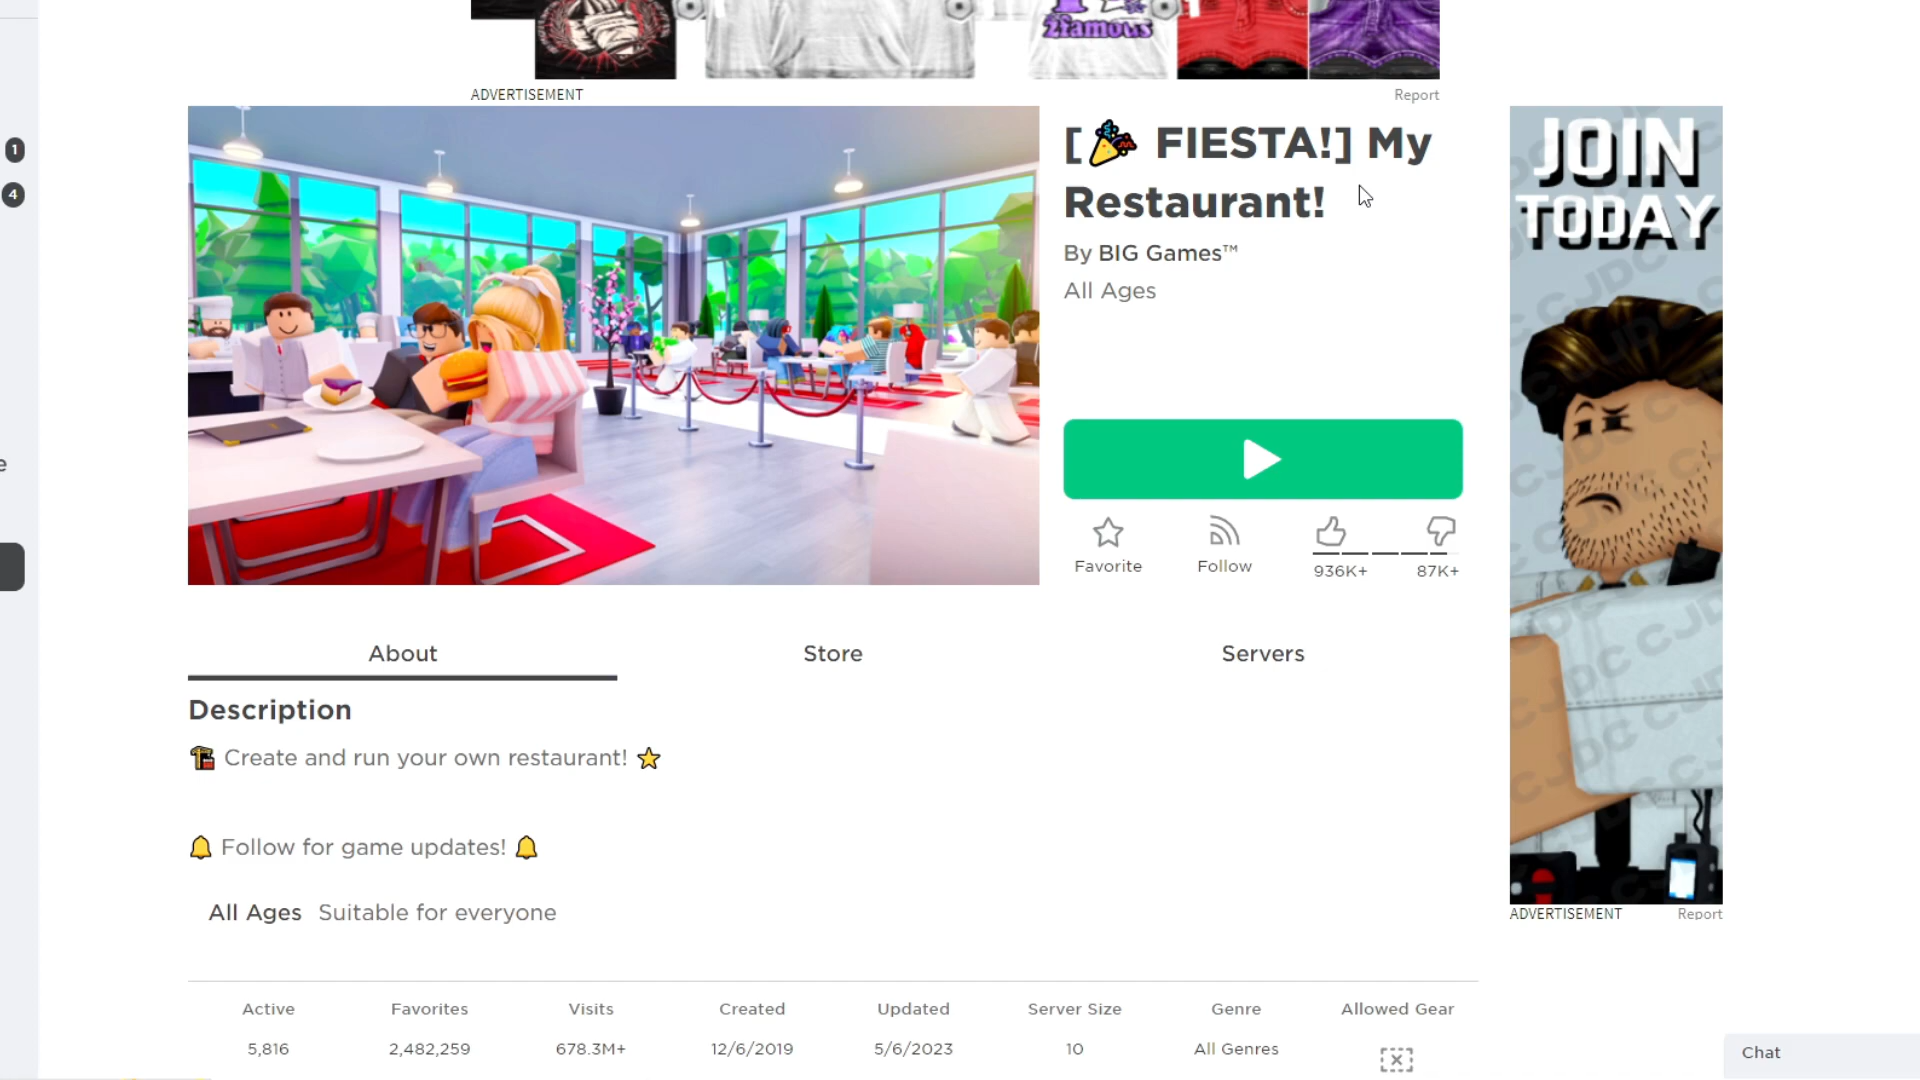 2famous
ADVERTISEMENT
Report
1
4
e
[🎉 FIESTA!] My
Restaurant!
By BIG Games™
All Ages
JOIN
TODAY
Favorite
Follow
936K+
87K+
About
Store
Servers
Description
🏗️ Create and run your own restaurant! ⭐
🔔 Follow for game updates! 🔔
All Ages Suitable for everyone
ADVERTISEMENT
Report
Active Favorites Visits Created Updated Server Size Genre Allowed Gear
5,816 2,482,259 678.3M+ 12/6/2019 5/6/2023 10 All Genres
Chat